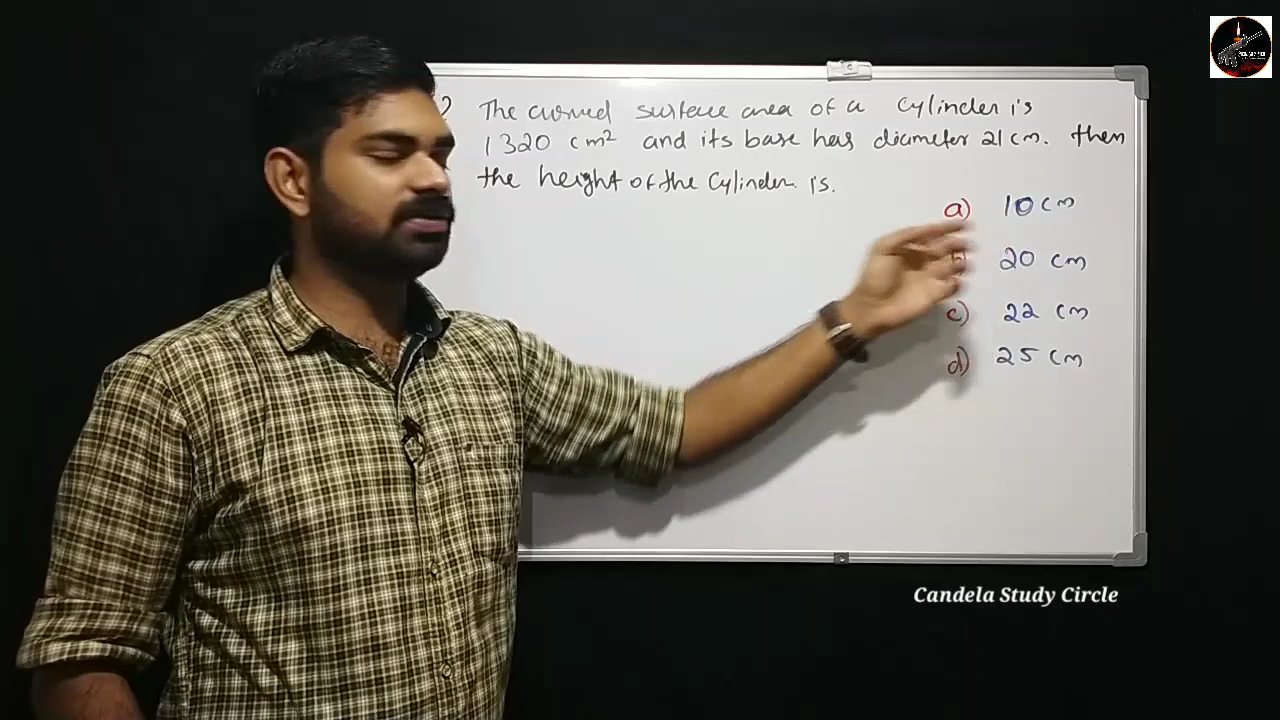 ? The curved surface area of a cylinder is
1320 cm² and its base has diameter 21 cm. then
the height of the cylinder is.
a) 10 cm
b) 20 cm
c) 22 cm
d) 25 cm
Candela Study Circle